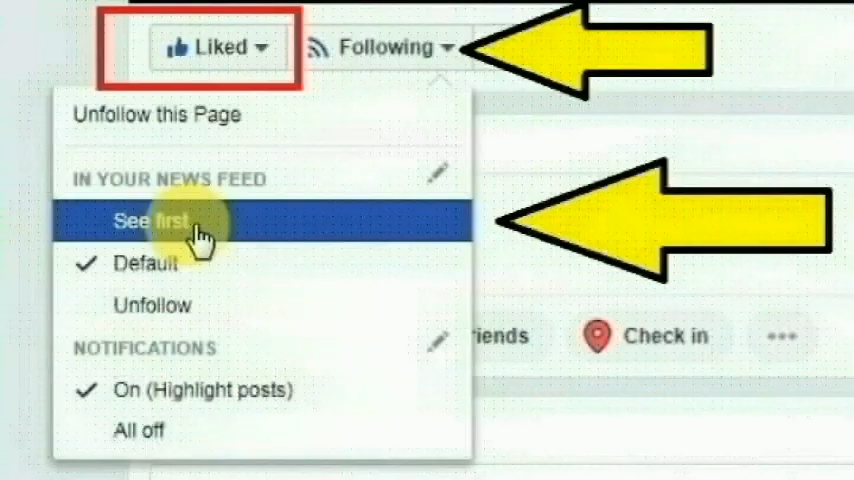 Liked
Following
Unfollow this Page
IN YOUR NEWS FEED
See first
Default
Unfollow
NOTIFICATIONS
riends
Check in
On (Highlight posts)
All off